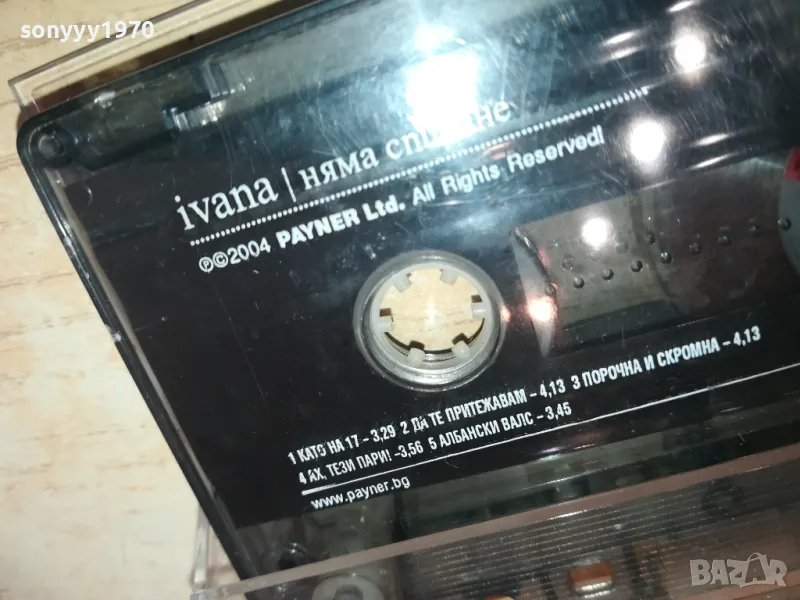 sonyyy1970
ivana | няма
℗©2004 PAYNER Ltd. All Rights Reserved!
1 КАТО НА 17 – 3,29 2 ДА ТЕ ПРИТЕЖАВАМ – 4,13 3 ПОРОЧНА И СКРОМНА – 4,13
4 АХ, ТЕЗИ ПАРИ! -3,56 5 АЛБАНСКИ ВАЛС – 3,45
www.payner.bg
BAZAR